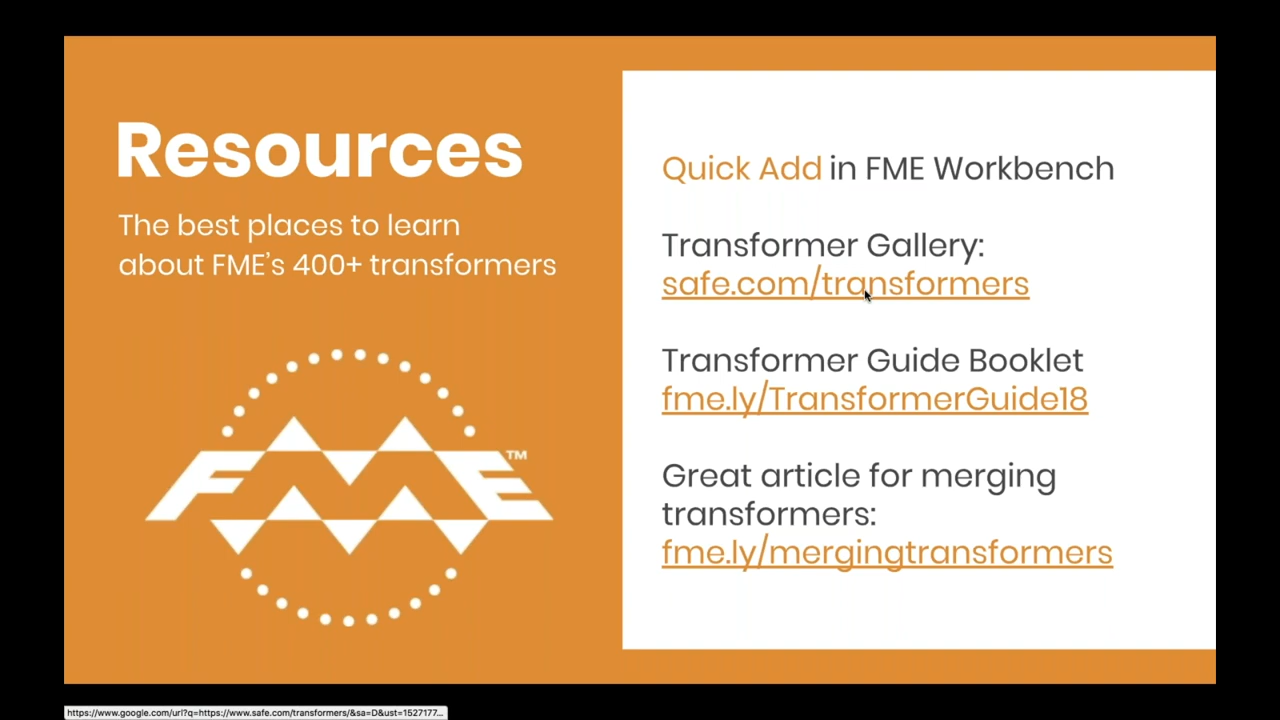 Resources
The best places to learn
about FME's 400+ transformers
FME™
Quick Add in FME Workbench
Transformer Gallery:
safe.com/transformers
Transformer Guide Booklet
fme.ly/TransformerGuide18
Great article for merging
transformers:
fme.ly/mergingtransformers
https://www.google.com/url?q=https://www.safe.com/transformers/&sa=D&ust=1527177...